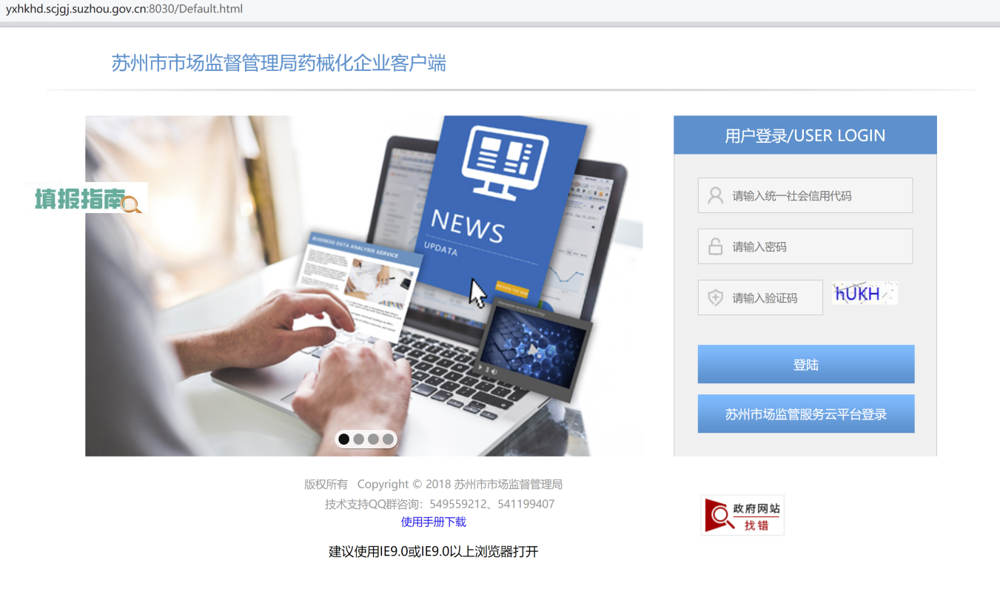 yxhkhd.scjgj.suzhou.gov.cn:8030/Default.html
苏州市市场监督管理局药械化企业客户端
用户登录/USER LOGIN
填报指南
NEWS
UPDATA
BUSINESS DATA ANALYSIS SERVICE
请输入统一社会信用代码
请输入密码
请输入验证码
hUKH
登陆
苏州市市场监管服务云平台登录
版权所有 Copyright © 2018 苏州市市场监督管理局
技术支持QQ群咨询：549559212、541199407
使用手册下载
建议使用IE9.0或IE9.0以上浏览器打开
政府网站
找错